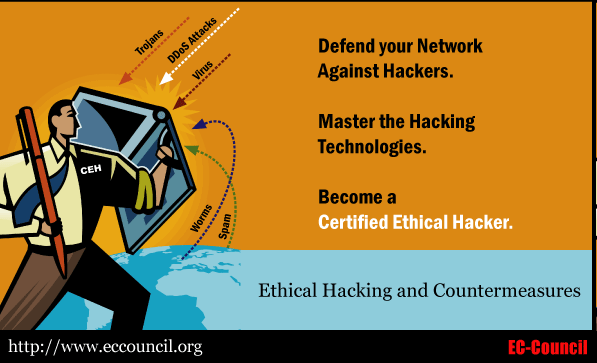 Trojans
DDoS Attacks
Virus
CEH
Worms
Spam
Defend your Network
Against Hackers.
Master the Hacking
Technologies.
Become a
Certified Ethical Hacker.
Ethical Hacking and Countermeasures
http://www.eccouncil.org
EC-Council